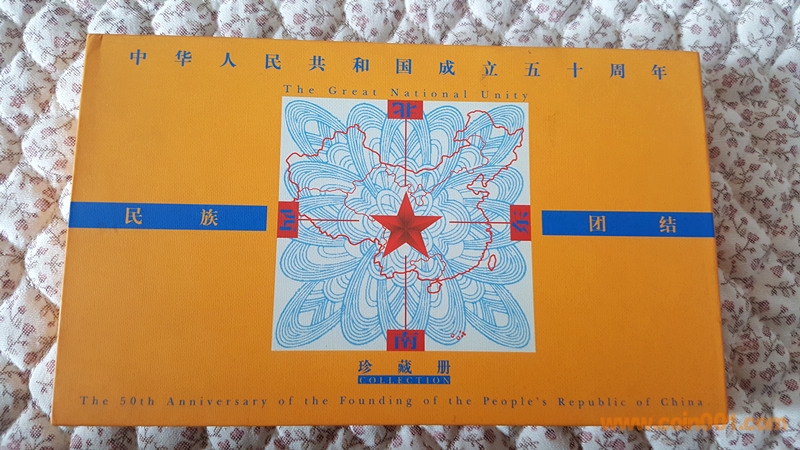 中华人民共和国成立五十周年
The Great National Unity
北
民族
西
东
团结
南
珍藏册
COLLECTION
The 50th Anniversary of the Founding of the People's Republic of China
www.coin001.com